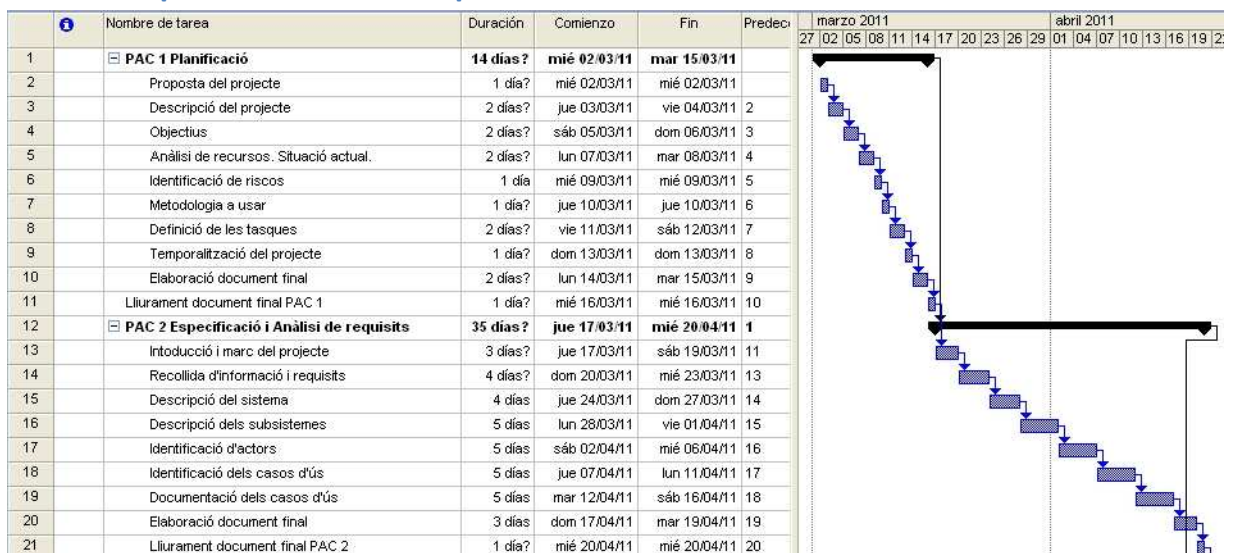 Nombre de tarea Duración Comienzo Fin Predec marzo 2011 abril 2011
27 02 05 08 11 14 17 20 23 26 29 01 04 07 10 13 16 19
1 PAC 1 Planificació 14 días? mié 02/03/11 mar 15/03/11
2 Proposta del projecte 1 día? mié 02/03/11 mié 02/03/11
3 Descripció del projecte 2 días? jue 03/03/11 vie 04/03/11 2
4 Objectius 2 días? sáb 05/03/11 dom 06/03/11 3
5 Anàlisi de recursos. Situació actual. 2 días? lun 07/03/11 mar 08/03/11 4
6 Identificació de riscos 1 día mié 09/03/11 mié 09/03/11 5
7 Metodologia a usar 1 día? jue 10/03/11 jue 10/03/11 6
8 Definició de les tasques 2 días? vie 11/03/11 sáb 12/03/11 7
9 Temporalització del projecte 1 día? dom 13/03/11 dom 13/03/11 8
10 Elaboració document final 2 días? lun 14/03/11 mar 15/03/11 9
11 Lliurament document final PAC 1 1 día? mié 16/03/11 mié 16/03/11 10
12 PAC 2 Especificació i Anàlisi de requisits 35 días? jue 17/03/11 mié 20/04/11 1
13 Intoducció i marc del projecte 3 días? jue 17/03/11 sáb 19/03/11 11
14 Recollida d'informació i requisits 4 días? dom 20/03/11 mié 23/03/11 13
15 Descripció del sistema 4 días jue 24/03/11 dom 27/03/11 14
16 Descripció dels subsistemes 5 días lun 28/03/11 vie 01/04/11 15
17 Identificació d'actors 5 días sáb 02/04/11 mié 06/04/11 16
18 Identificació dels casos d'ús 5 días jue 07/04/11 lun 11/04/11 17
19 Documentació dels casos d'ús 5 días mar 12/04/11 sáb 16/04/11 18
20 Elaboració document final 3 días dom 17/04/11 mar 19/04/11 19
21 Lliurament document final PAC 2 1 día? mié 20/04/11 mié 20/04/11 20